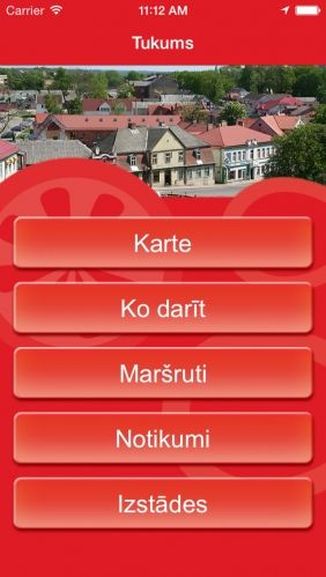 Carrier 11:12 AM
Tukums
Karte
Ko darīt
Maršruti
Notikumi
Izstādes